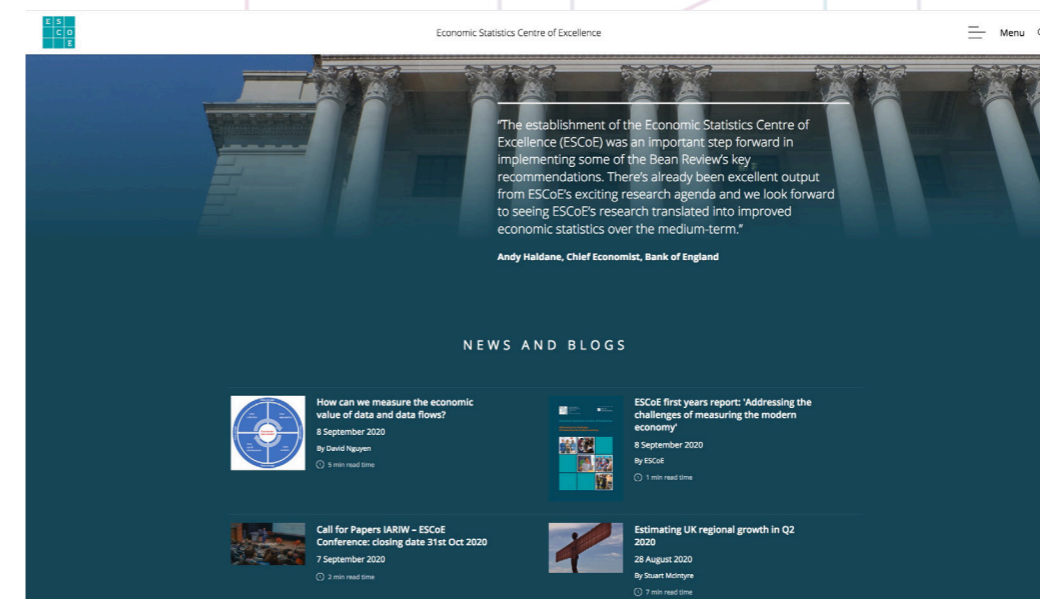 E S
C O
E
Economic Statistics Centre of Excellence
Menu
“The establishment of the Economic Statistics Centre of
Excellence (ESCoE) was an important step forward in
implementing some of the Bean Review’s key
recommendations. There’s already been excellent output
from ESCoE’s exciting research agenda and we look forward
to seeing ESCoE’s research translated into improved
economic statistics over the medium-term.”
Andy Haldane, Chief Economist, Bank of England
NEWS AND BLOGS
How can we measure the economic
value of data and data flows?
8 September 2020
By David Nguyen
5 min read time
ESCoE first years report: 'Addressing the
challenges of measuring the modern
economy'
8 September 2020
By ESCoE
1 min read time
Call for Papers IARIW – ESCoE
Conference: closing date 31st Oct 2020
7 September 2020
2 min read time
Estimating UK regional growth in Q2
2020
28 August 2020
By Stuart McIntyre
7 min read time